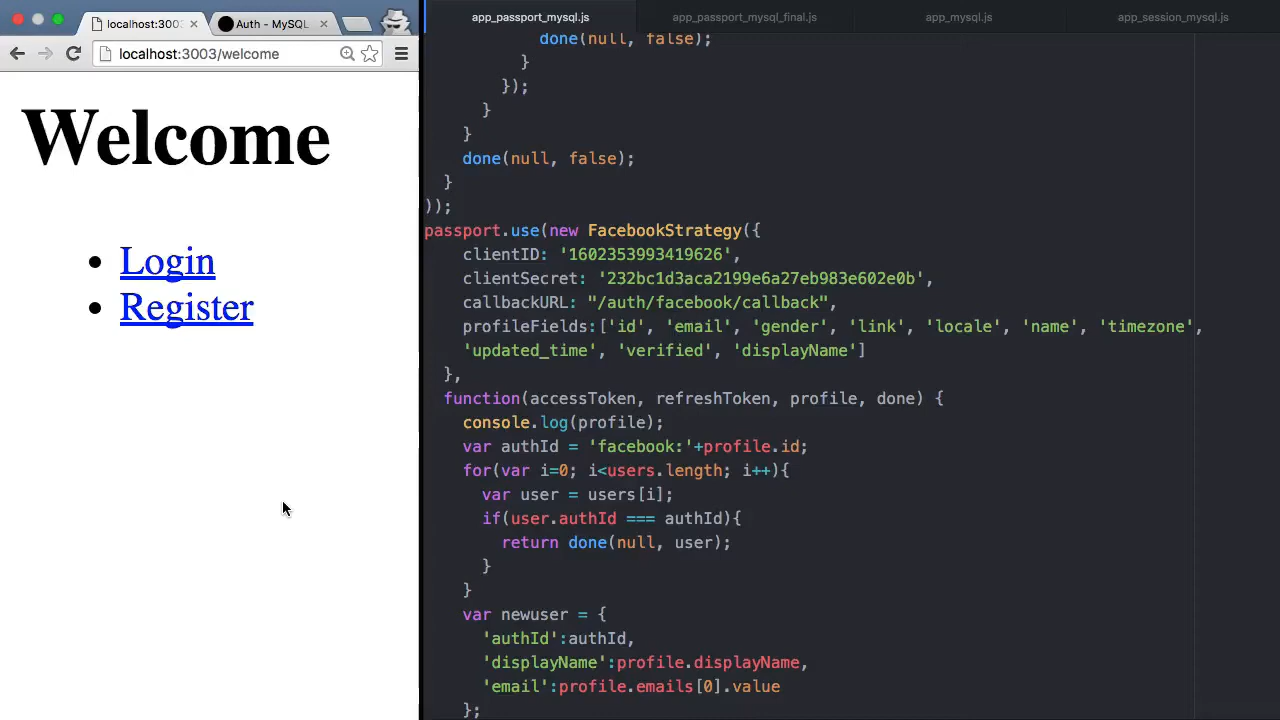 localhost:3003
Auth - MySQL
localhost:3003/welcome
Welcome
Login
Register
app_passport_mysql.js
app_passport_mysql_final.js
app_mysql.js
app_session_mysql.js
done(null, false);
}
});
}
}
done(null, false);
}
));
passport.use(new FacebookStrategy({
clientID: '1602353993419626',
clientSecret: '232bc1d3aca2199e6a27eb983e602e0b',
callbackURL: "/auth/facebook/callback",
profileFields:['id', 'email', 'gender', 'link', 'locale', 'name', 'timezone',
'updated_time', 'verified', 'displayName']
},
function(accessToken, refreshToken, profile, done) {
console.log(profile);
var authId = 'facebook:'+profile.id;
for(var i=0; i<users.length; i++){
var user = users[i];
if(user.authId === authId){
return done(null, user);
}
}
var newuser = {
'authId':authId,
'displayName':profile.displayName,
'email':profile.emails[0].value
};